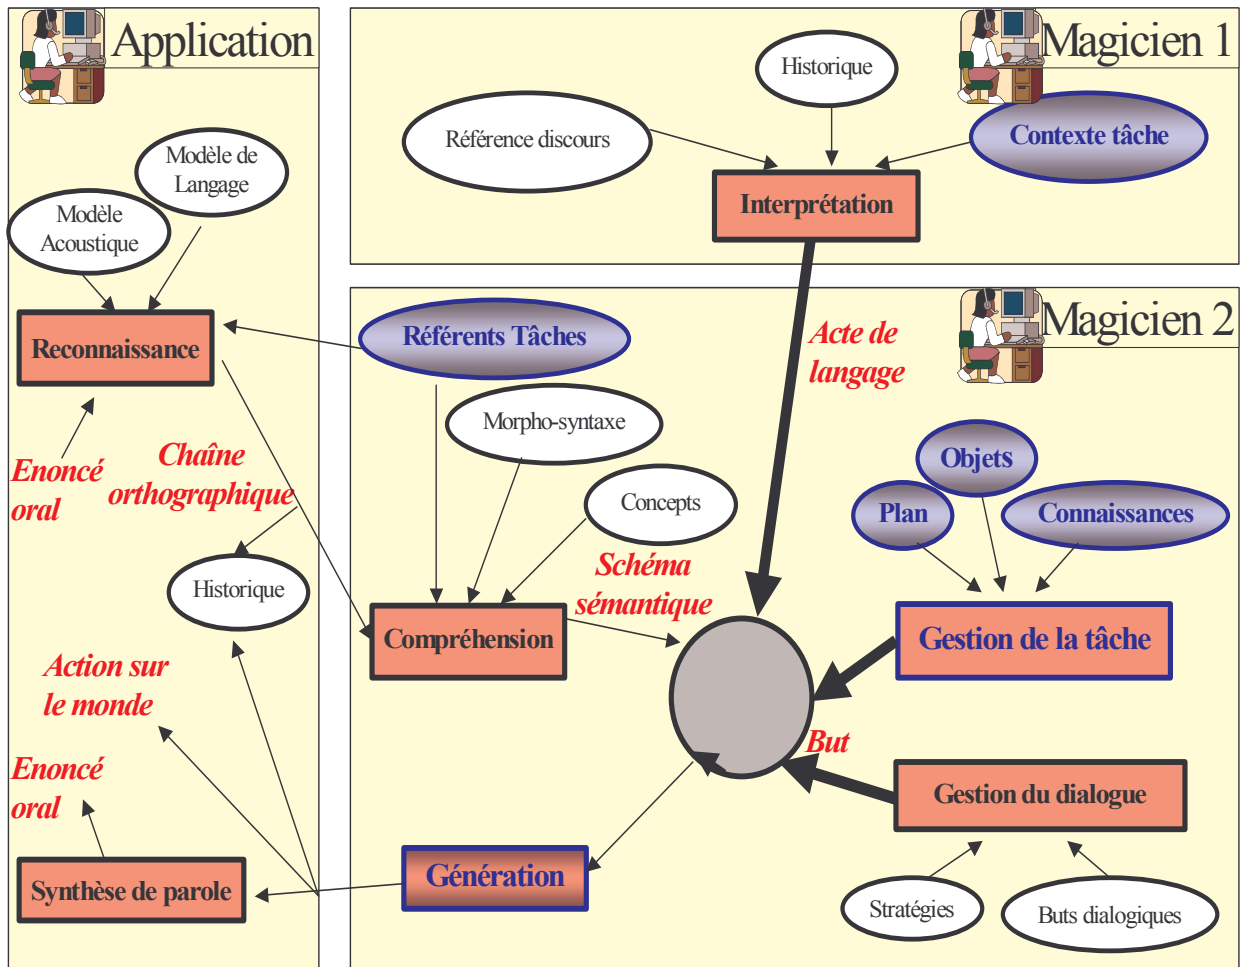 Application
Magicien 1
Historique
Référence discours
Contexte tâche
Modèle de
Langage
Modèle
Acoustique
Interprétation
Magicien 2
Reconnaissance
Référents Tâches
Acte de
langage
Morpho-syntaxe
Enoncé
oral
Chaîne
orthographique
Objets
Plan
Connaissances
Concepts
Historique
Schéma
sémantique
Compréhension
Gestion de la tâche
Action sur
le monde
But
Enoncé
oral
Gestion du dialogue
Génération
Synthèse de parole
Stratégies
Buts dialogiques